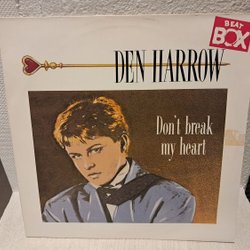 BEAT
BOX
DEN HARROW
Don't break
my heart